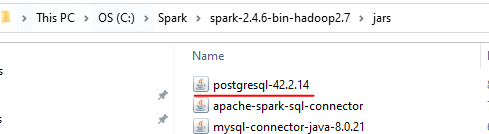 This PC > OS (C:) > Spark > spark-2.4.6-bin-hadoop2.7 > jars
Name
postgresql-42.2.14
apache-spark-sql-connector
mysql-connector-java-8.0.21